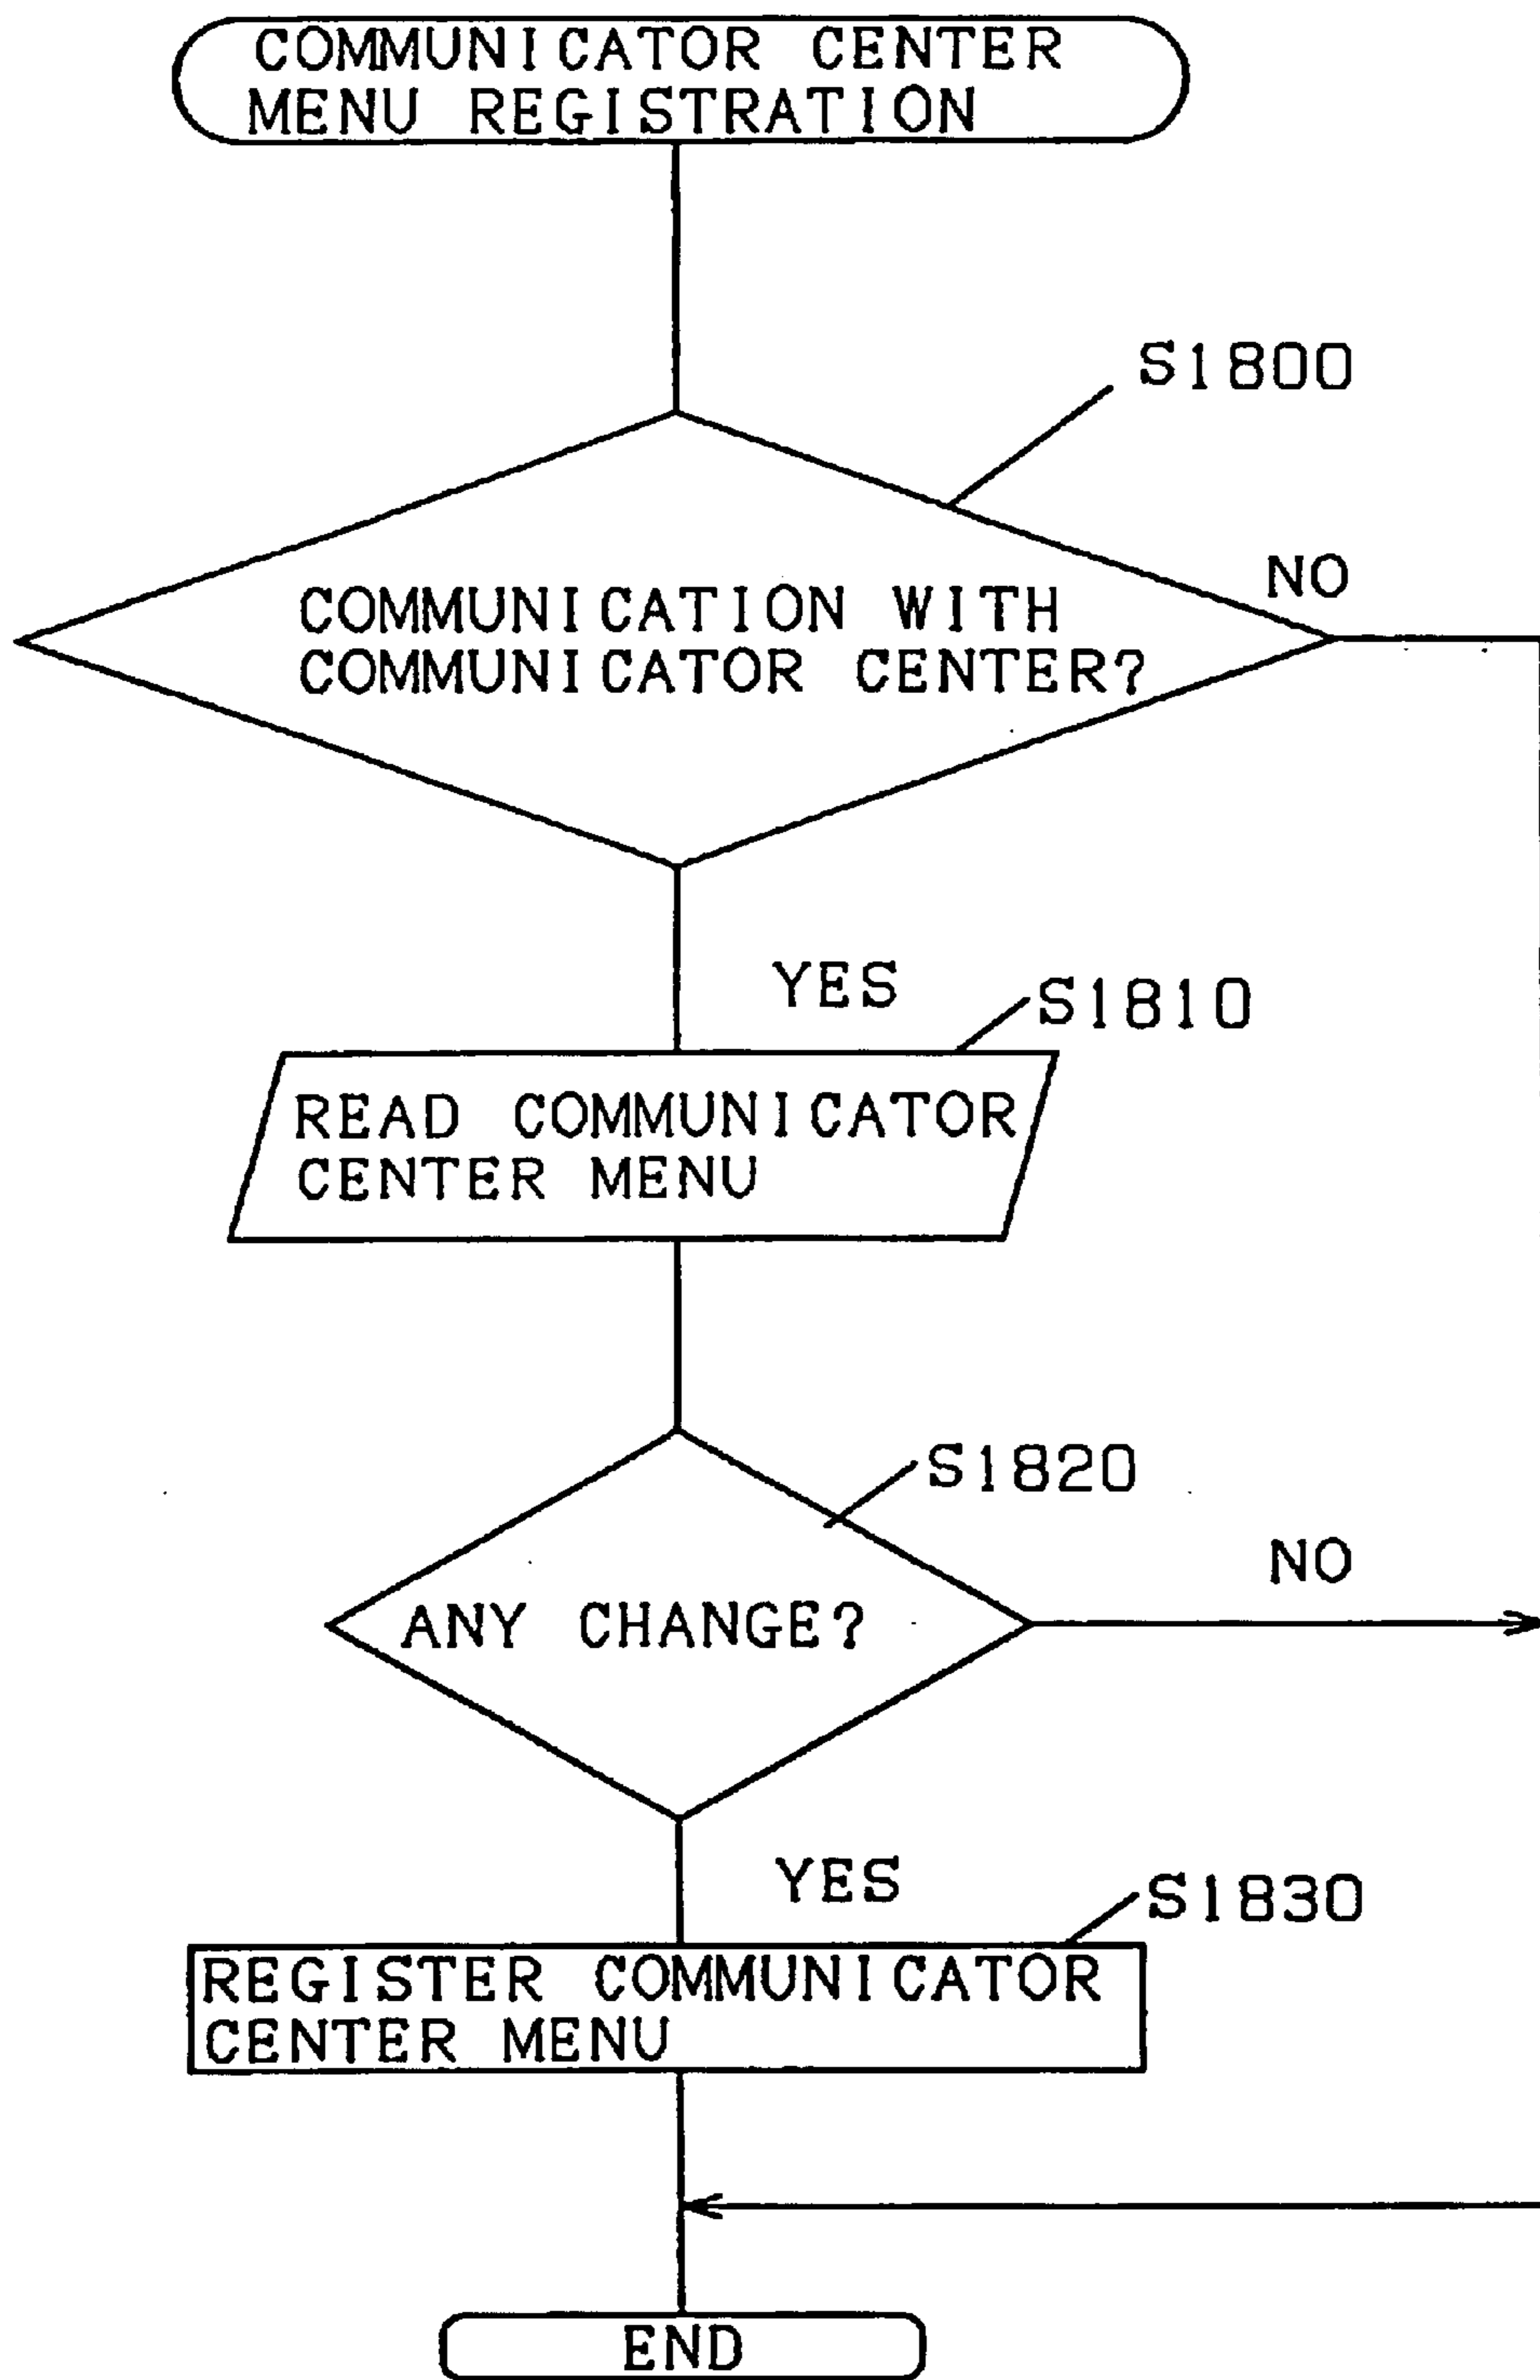 COMMUNICATOR CENTER
MENU REGISTRATION
S1800
NO
COMMUNICATION WITH
COMMUNICATOR CENTER?
YES
S1810
READ COMMUNICATOR
CENTER MENU
S1820
NO
ANY CHANGE?
YES
S1830
REGISTER COMMUNICATOR
CENTER MENU
END